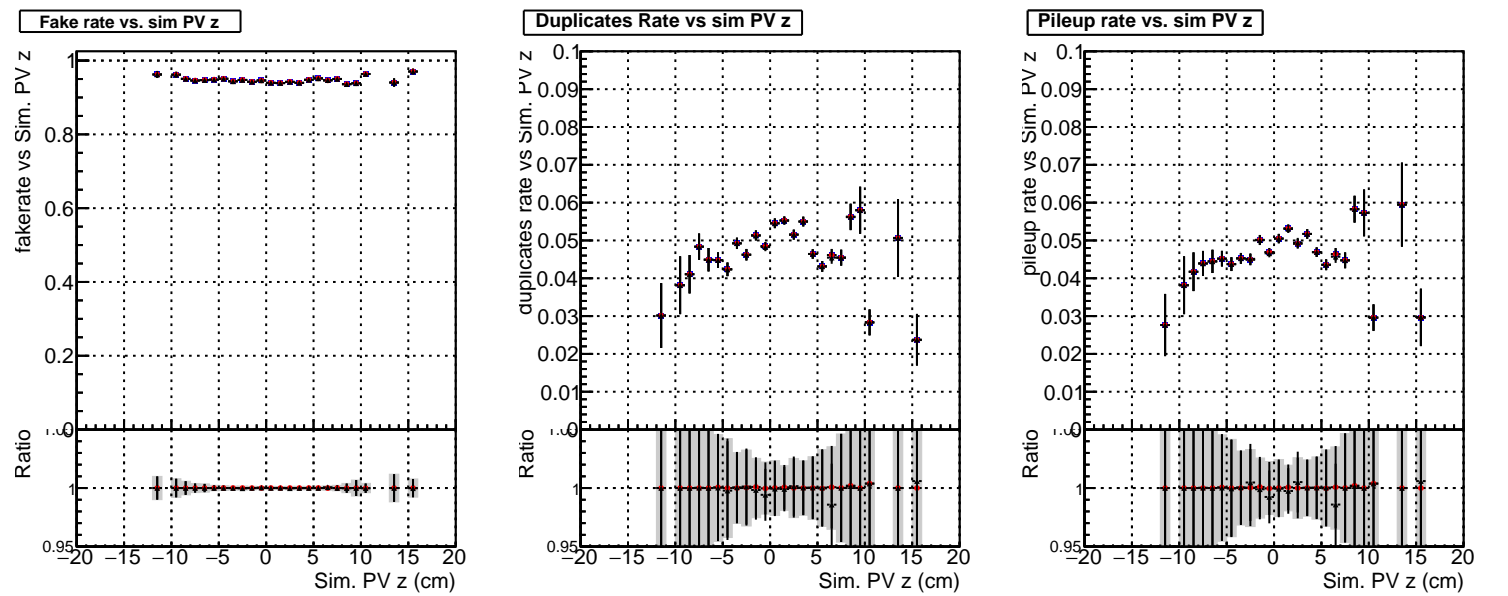 Fake rate vs. sim PV z
fakerate vs Sim. PV z
1
0.8
0.6
0.4
0.2
0
Ratio
1
0.95
−20 −15 −10 −5 0 5 10 15 20
Sim. PV z (cm)
Duplicates Rate vs sim PV z
duplicates rate vs Sim. PV z
0.1
0.09
0.08
0.07
0.06
0.05
0.04
0.03
0.02
0.01
0
Ratio
1
0.95
−20 −15 −10 −5 0 5 10 15 20
Sim. PV z (cm)
Pileup rate vs. sim PV z
pileup rate vs Sim. PV z
0.1
0.09
0.08
0.07
0.06
0.05
0.04
0.03
0.02
0.01
0
Ratio
1
0.95
−20 −15 −10 −5 0 5 10 15 20
Sim. PV z (cm)